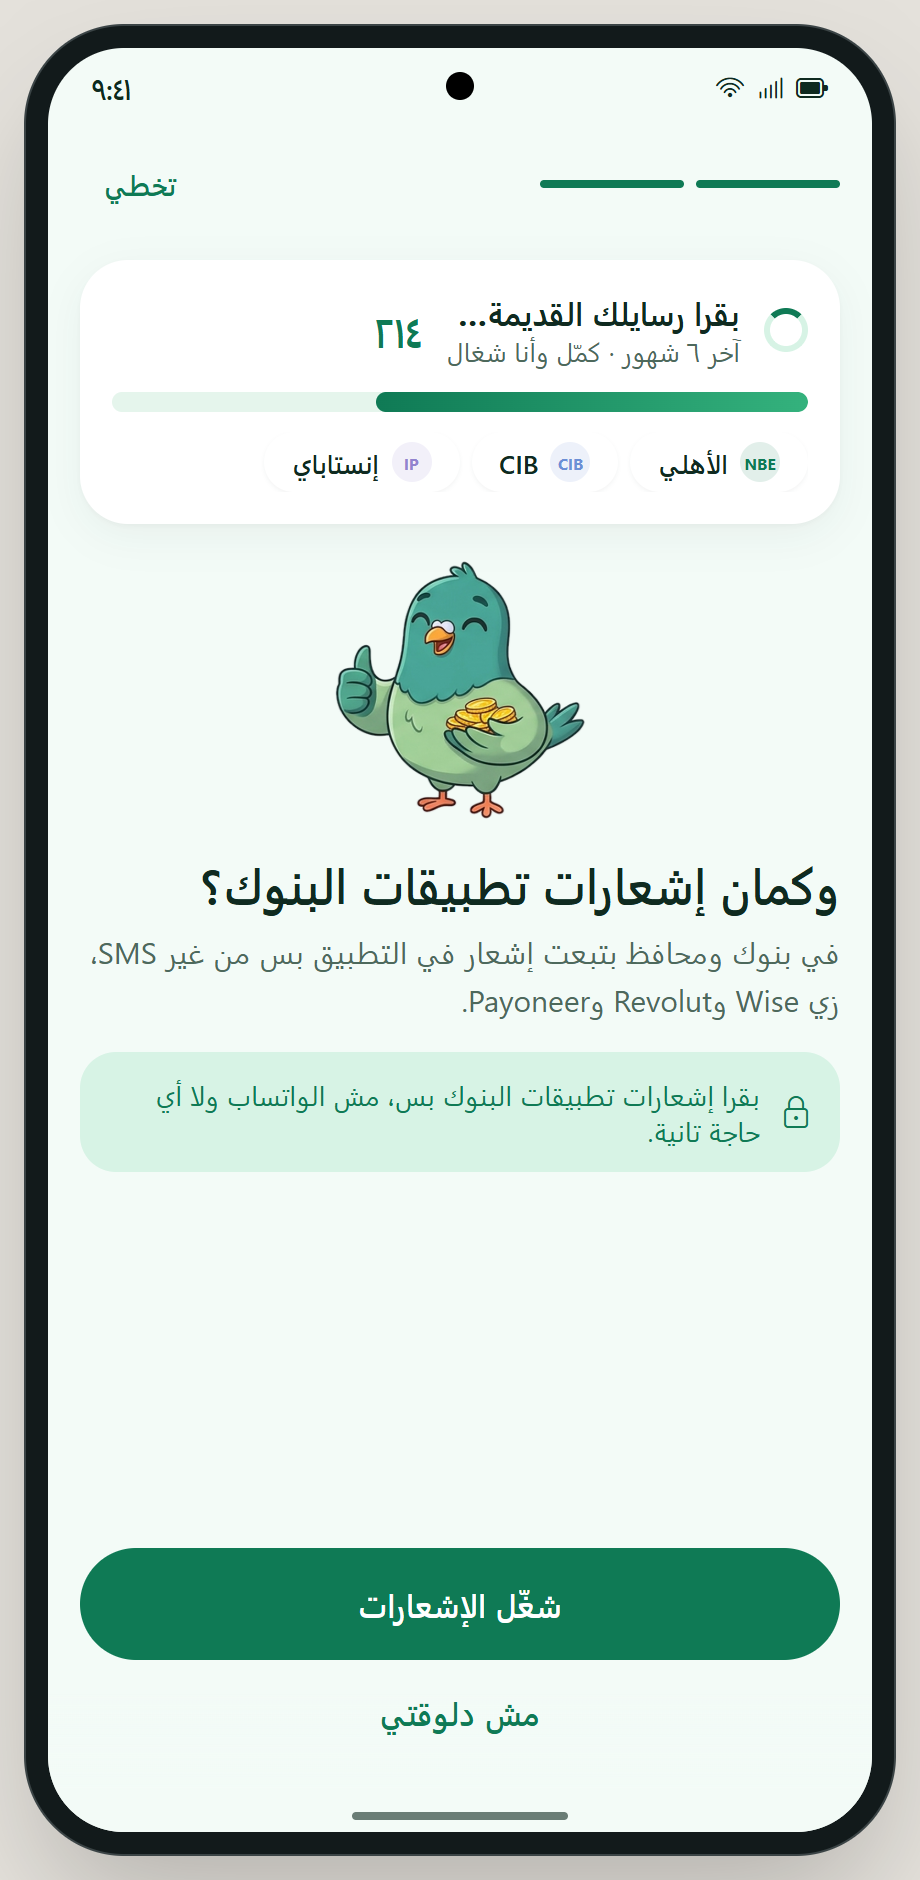 ٩:٤١
تخطي
بقرا رسايلك القديمة...
٢١٤
آخر ٦ شهور · كمّل وأنا شغال
NBE الأهلي
CIB CIB
IP إنستاباي
وكمان إشعارات تطبيقات البنوك؟
في بنوك ومحافظ بتبعت إشعار في التطبيق بس من غير SMS،
زي Wise وRevolut وPayoneer.
بقرا إشعارات تطبيقات البنوك بس، مش الواتساب ولا أي
حاجة تانية.
شغّل الإشعارات
مش دلوقتي